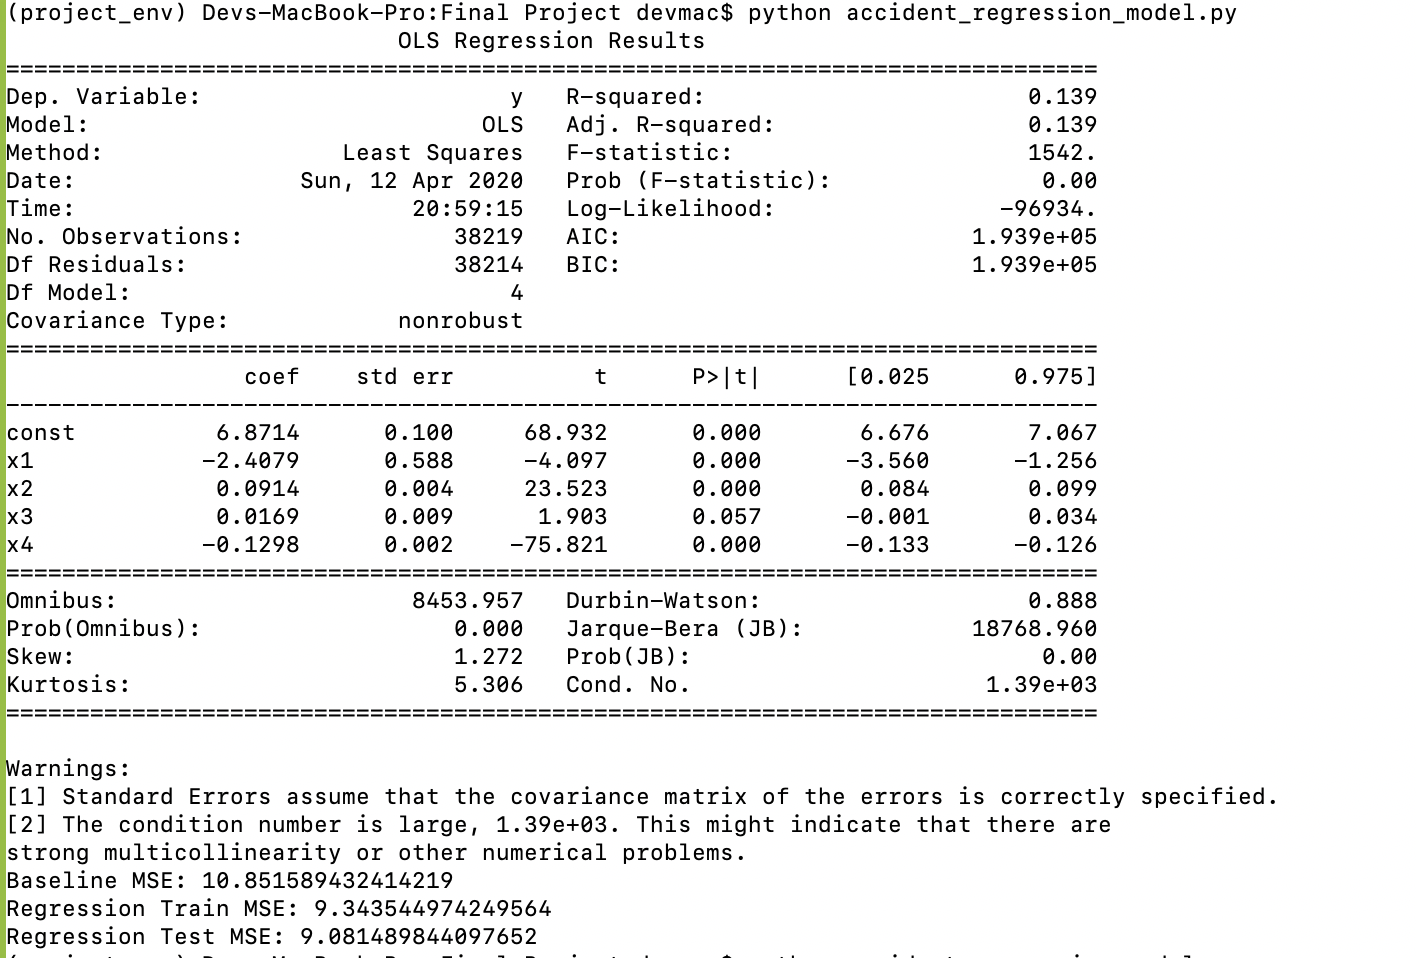 (project_env) Devs-MacBook-Pro:Final Project devmac$ python accident_regression_model.py
                            OLS Regression Results
==============================================================================
Dep. Variable:                      y   R-squared:                       0.139
Model:                            OLS   Adj. R-squared:                  0.139
Method:                 Least Squares   F-statistic:                     1542.
Date:                Sun, 12 Apr 2020   Prob (F-statistic):               0.00
Time:                        20:59:15   Log-Likelihood:                -96934.
No. Observations:               38219   AIC:                         1.939e+05
Df Residuals:                   38214   BIC:                         1.939e+05
Df Model:                           4
Covariance Type:            nonrobust
==============================================================================
                 coef    std err          t      P>|t|      [0.025      0.975]
------------------------------------------------------------------------------
const          6.8714      0.100     68.932      0.000       6.676       7.067
x1            -2.4079      0.588     -4.097      0.000      -3.560      -1.256
x2             0.0914      0.004     23.523      0.000       0.084       0.099
x3             0.0169      0.009      1.903      0.057      -0.001       0.034
x4            -0.1298      0.002    -75.821      0.000      -0.133      -0.126
==============================================================================
Omnibus:                     8453.957   Durbin-Watson:                   0.888
Prob(Omnibus):                  0.000   Jarque-Bera (JB):            18768.960
Skew:                           1.272   Prob(JB):                         0.00
Kurtosis:                       5.306   Cond. No.                     1.39e+03
==============================================================================
Warnings:
[1] Standard Errors assume that the covariance matrix of the errors is correctly specified.
[2] The condition number is large, 1.39e+03. This might indicate that there are
strong multicollinearity or other numerical problems.
Baseline MSE: 10.851589432414219
Regression Train MSE: 9.343544974249564
Regression Test MSE: 9.081489844097652